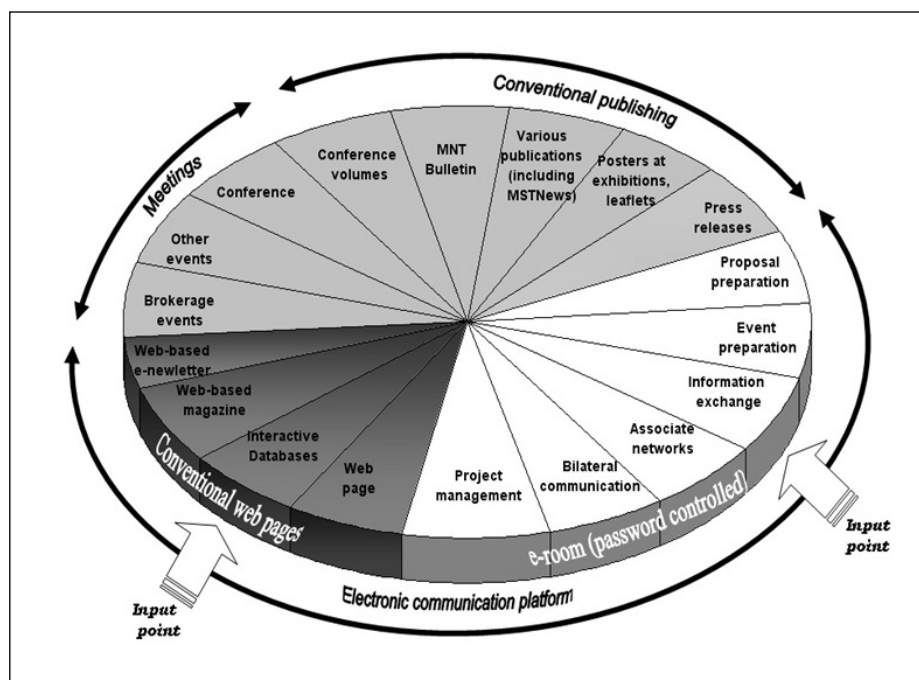 Conventional publishing
Meetings
Conference
volumes
MNT
Bulletin
Various
publications
(including
MSTNews)
Posters at
exhibitions,
leaflets
Press
releases
Conference
Other
events
Brokerage
events
Proposal
preparation
Event
preparation
Information
exchange
Associate
networks
Bilateral
communication
Project
management
Web-based
e-newletter
Web-based
magazine
Interactive
Databases
Web
page
Conventional web pages
e-room (password controlled)
Input
point
Input
point
Electronic communication platform